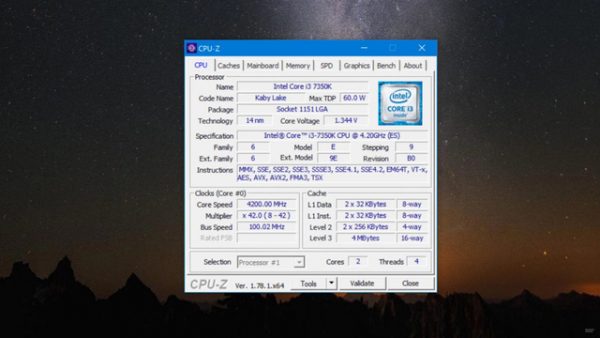 CPU-Z
CPU Caches Mainboard Memory SPD Graphics Bench About
Processor
Name Intel Core i3 7350K
Code Name Kaby Lake Max TDP 60.0 W
Package Socket 1151 LGA
Technology 14 nm Core Voltage 1.344 V
intel
CORE i3
inside
Specification Intel® Core™ i3-7350K CPU @ 4.20GHz (ES)
Family 6 Model E Stepping 9
Ext. Family 6 Ext. Model 9E Revision B0
Instructions MMX, SSE, SSE2, SSE3, SSSE3, SSE4.1, SSE4.2, EM64T, VT-x,
AES, AVX, AVX2, FMA3, TSX
Clocks (Core #0)
Core Speed 4200.00 MHz
Multiplier x 42.0 ( 8 - 42 )
Bus Speed 100.02 MHz
Rated FSB
Cache
L1 Data 2 x 32 KBytes 8-way
L1 Inst. 2 x 32 KBytes 8-way
Level 2 2 x 256 KBytes 4-way
Level 3 4 MBytes 16-way
Selection Processor #1 Cores 2 Threads 4
CPU-Z Ver. 1.78.1.x64 Tools Validate Close